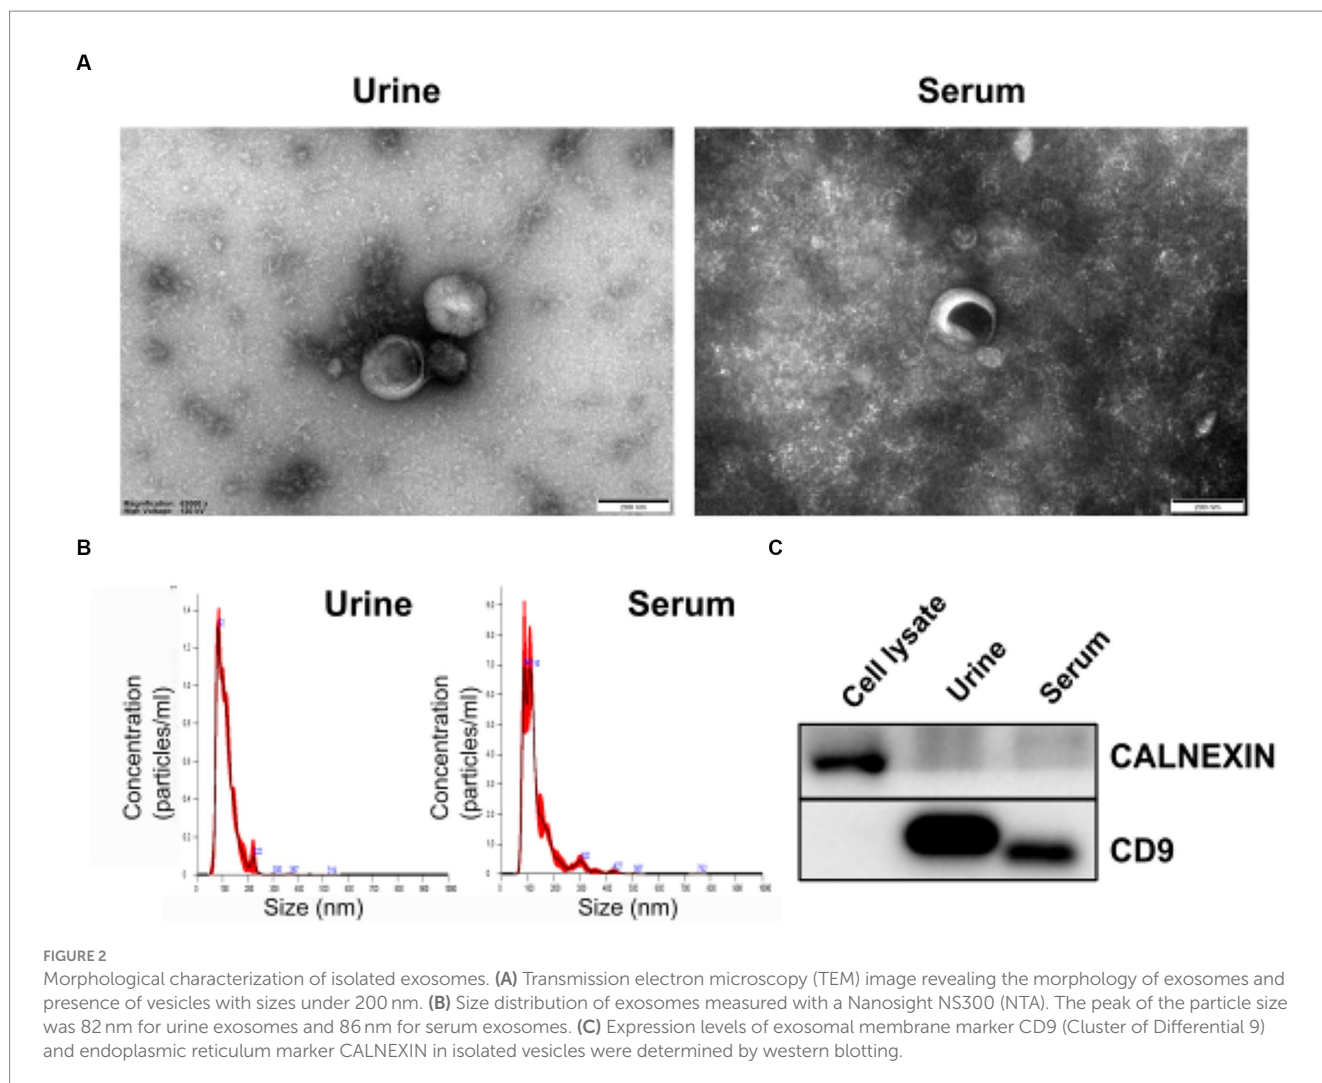 A
Urine
Serum
200 nm
200 nm
B
C
Urine
Serum
Concentration
(particles/ml)
Size (nm)
Concentration
(particles/ml)
Size (nm)
Cell lysate
Urine
Serum
CALNEXIN
CD9
FIGURE 2
Morphological characterization of isolated exosomes. (A) Transmission electron microscopy (TEM) image revealing the morphology of exosomes and
presence of vesicles with sizes under 200 nm. (B) Size distribution of exosomes measured with a Nanosight NS300 (NTA). The peak of the particle size
was 82 nm for urine exosomes and 86 nm for serum exosomes. (C) Expression levels of exosomal membrane marker CD9 (Cluster of Differential 9)
and endoplasmic reticulum marker CALNEXIN in isolated vesicles were determined by western blotting.